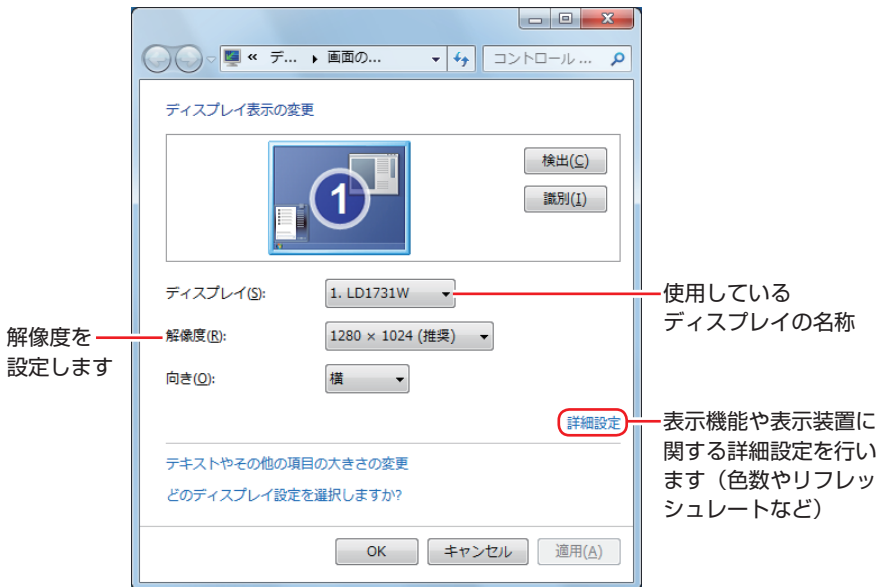 « デ... ▸ 画面の...
コントロール ...
ディスプレイ表示の変更
1
検出(C)
識別(I)
ディスプレイ(S):
1. LD1731W
使用している
ディスプレイの名称
解像度を
設定します
解像度(R):
1280 × 1024 (推奨)
向き(O):
横
詳細設定
表示機能や表示装置に
関する詳細設定を行い
ます（色数やリフレッ
シュレートなど）
テキストやその他の項目の大きさの変更
どのディスプレイ設定を選択しますか?
OK
キャンセル
適用(A)